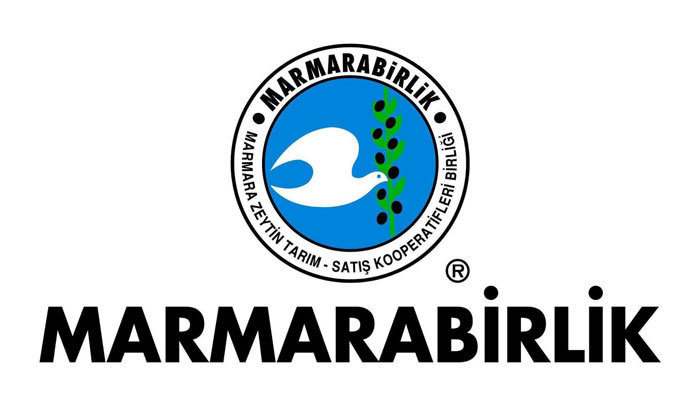 MARMARABİRLİK
MARMARA ZEYTİN TARIM - SATIŞ KOOPERATİFLERİ BİRLİĞİ
®
MARMARABİRLİK